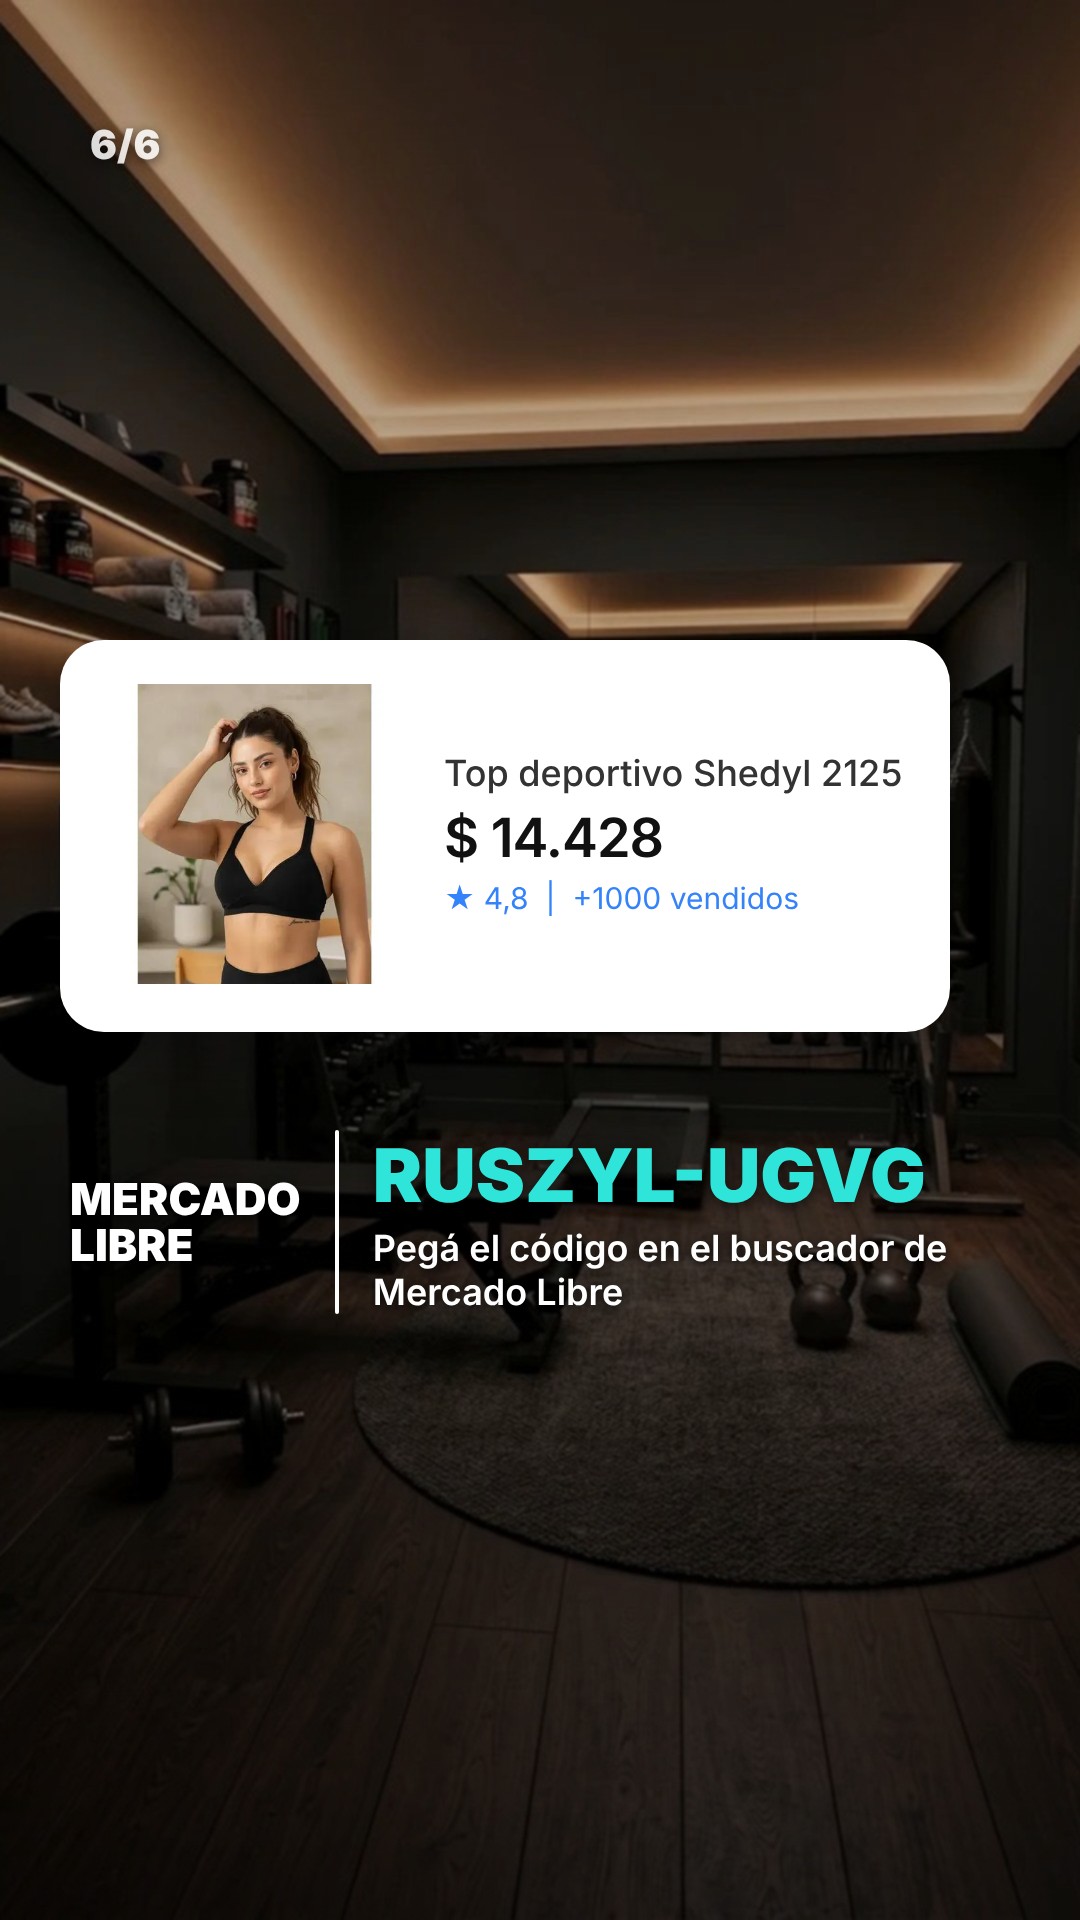 6/6
Top deportivo Shedyl 2125
$ 14.428
★ 4,8 | +1000 vendidos
MERCADO
LIBRE
RUSZYL-UGVG
Pegá el código en el buscador de
Mercado Libre